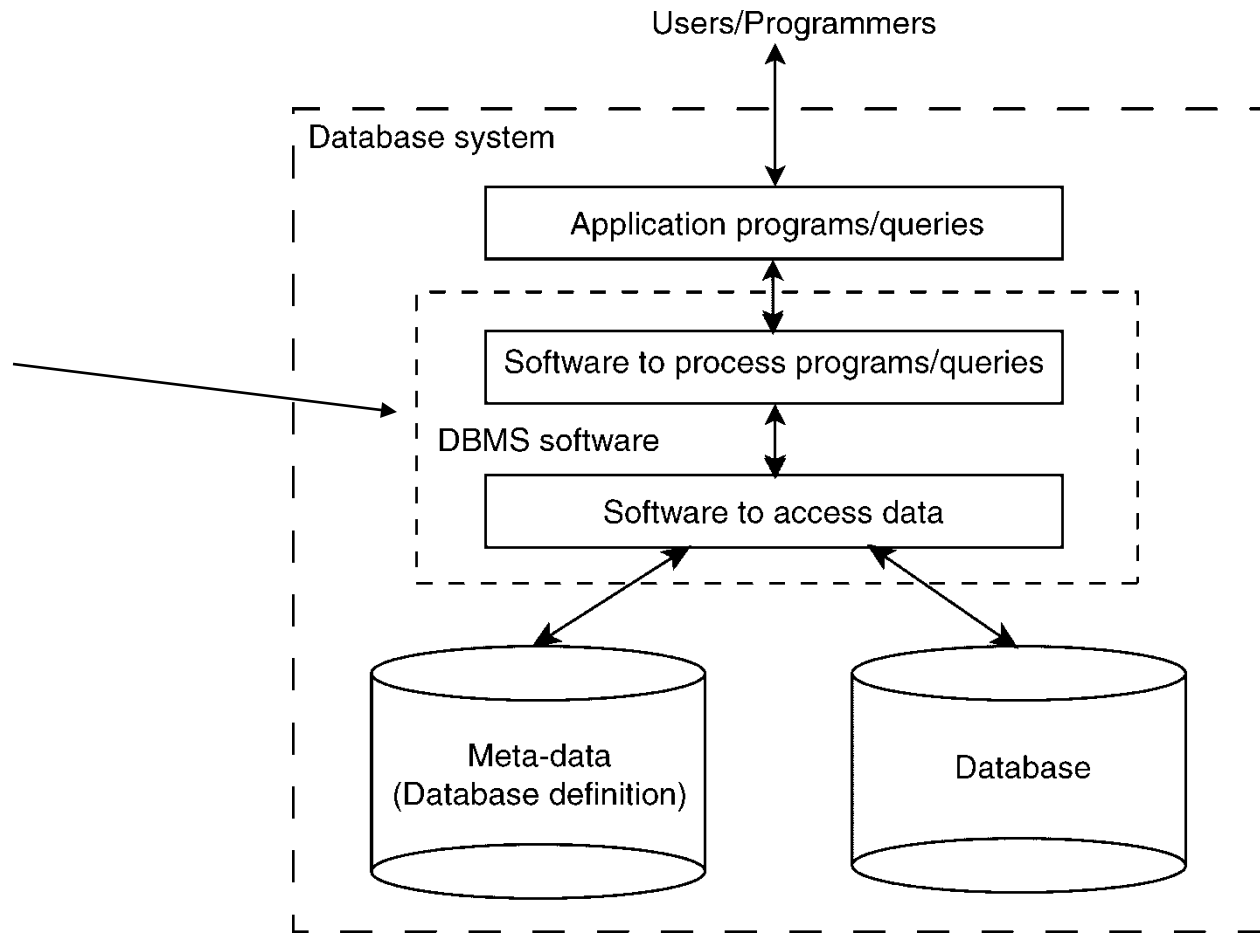 Users/Programmers
Database system
Application programs/queries
Software to process programs/queries
DBMS software
Software to access data
Meta-data
(Database definition)
Database